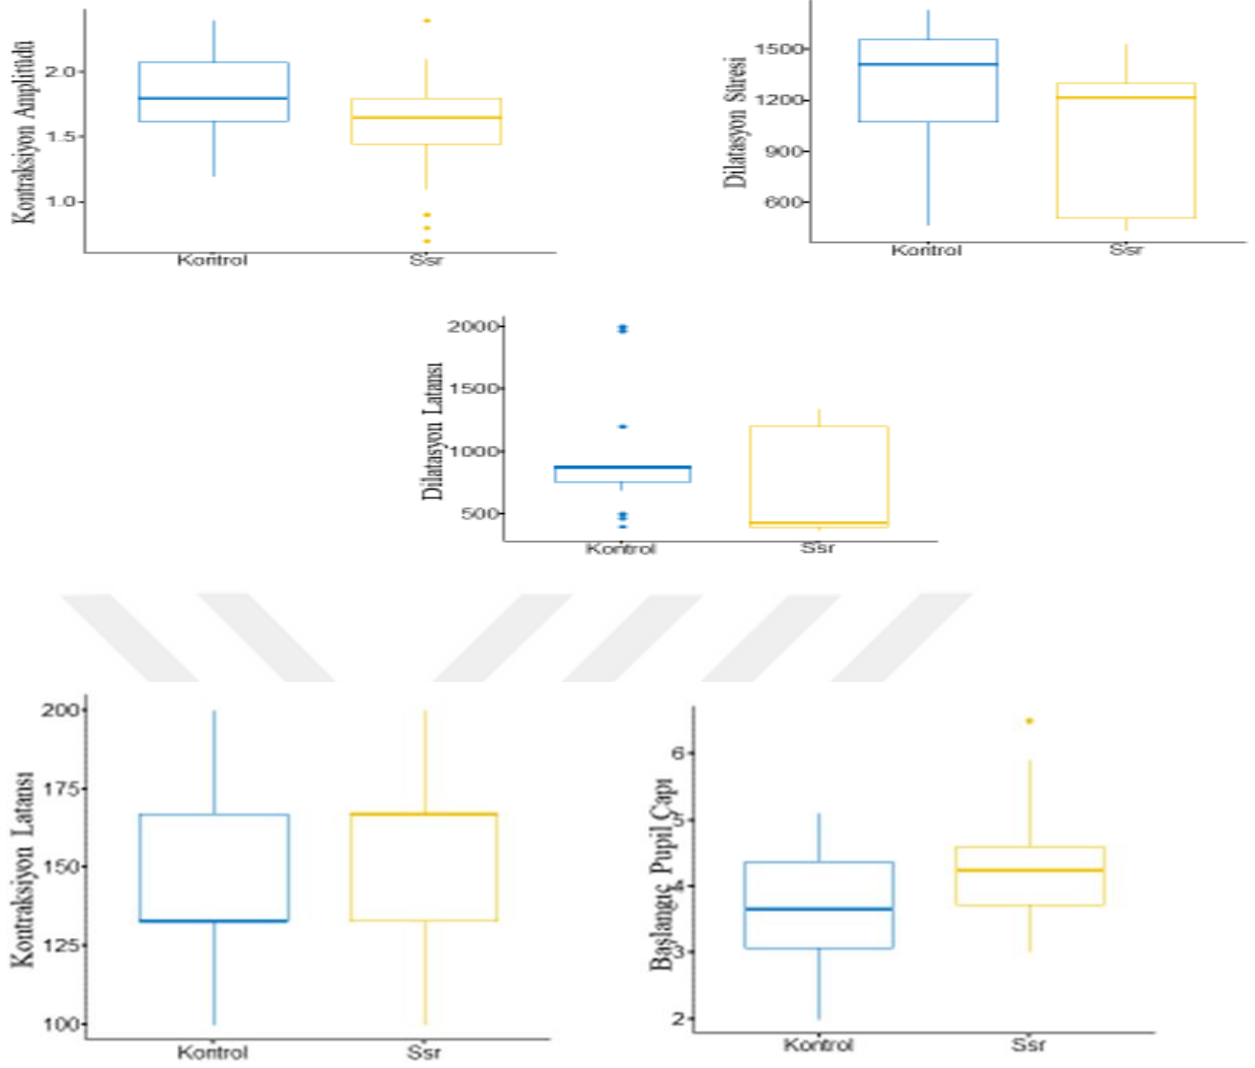 Kontraksiyon Amplitüdü
2.0
1.5
1.0
Kontrol
Ssr
Dilatasyon Süresi
1500
1200
900
600
Kontrol
Ssr
Dilatasyon Latansı
2000
1500
1000
500
Kontrol
Ssr
Kontraksiyon Latansı
200
175
150
125
100
Kontrol
Ssr
Başlangıç Pupil Çapı
6
5
4
3
2
Kontrol
Ssr